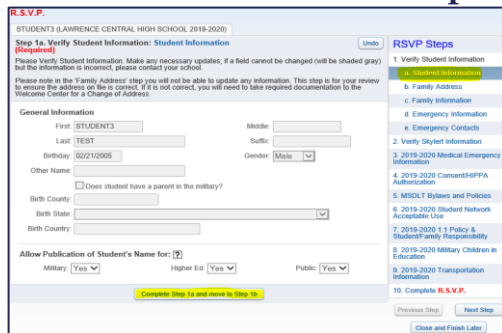 R.S.V.P.
STUDENT3 (LAWRENCE CENTRAL HIGH SCHOOL 2019-2020)
Step 1a. Verify Student Information: Student Information
(Required)
Undo
Please Verify Student Information. Make any necessary updates; if a field cannot be changed (will be shaded gray)
but the information is incorrect, please contact your school.
Please note in the 'Family Address' step you will not be able to update any information. This step is for your review
to ensure the address on file is correct. If it is not correct, you will need to take required documentation to the
Welcome Center for a Change of Address.
General Information
First: STUDENT3 Middle:
Last: TEST Suffix:
Birthday: 02/21/2005 Gender: Male
Other Name:
Does student have a parent in the military?
Birth County:
Birth State:
Birth Country:
Allow Publication of Student's Name for: [?]
Military: Yes Higher Ed: Yes Public: Yes
Complete Step 1a and move to Step 1b
RSVP Steps
1. Verify Student Information
a. Student Information
b. Family Address
c. Family Information
d. Emergency Information
e. Emergency Contacts
2. Verify Skylert Information
3. 2019-2020 Medical Emergency
Information
4. 2019-2020 Consent/HIPPA
Authorization
5. MSDLT Bylaws and Policies
6. 2019-2020 Student Network
Acceptable Use
7. 2019-2020 1:1 Policy &
Student/Family Responsibility
8. 2019-2020 Military Children in
Education
9. 2019-2020 Transportation
Information
10. Complete R.S.V.P.
Previous Step Next Step
Close and Finish Later